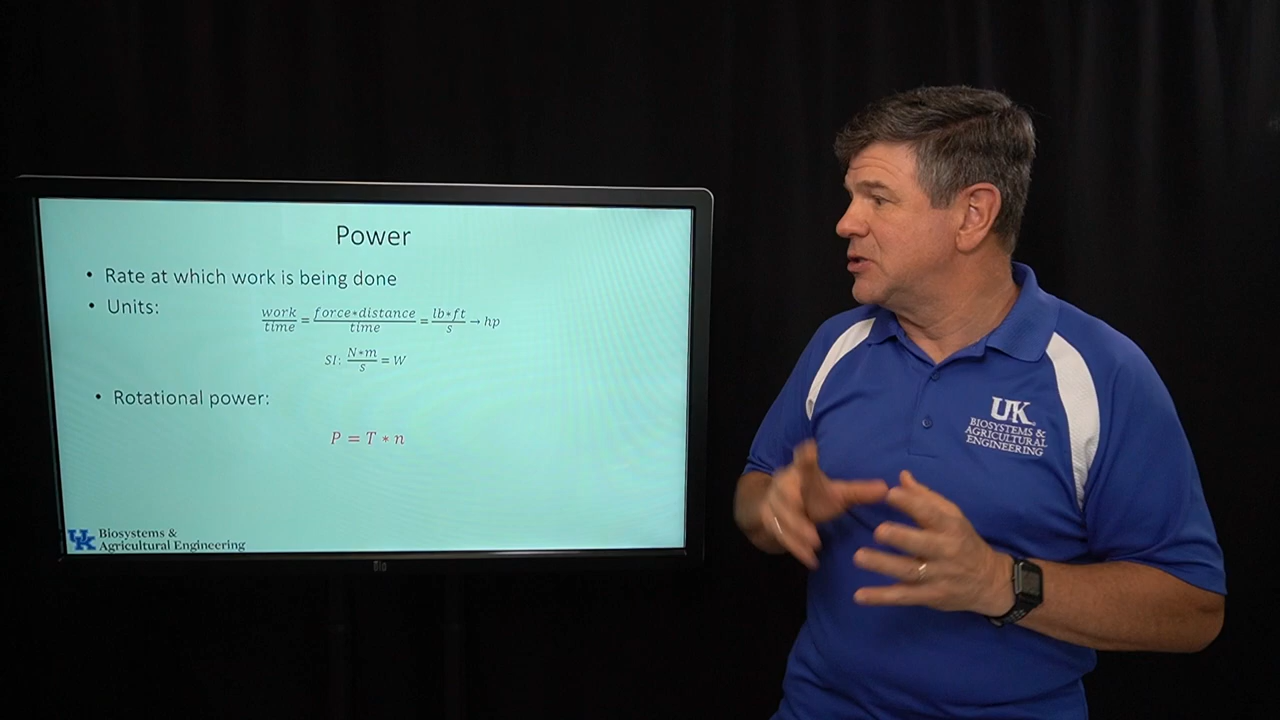 Power
• Rate at which work is being done
• Units:
work/time = force*distance/time = lb*ft/s → hp
SI: N*m/s = W
• Rotational power:
P = T * n
UK Biosystems &
Agricultural Engineering
elo
UK
BIOSYSTEMS &
AGRICULTURAL
ENGINEERING